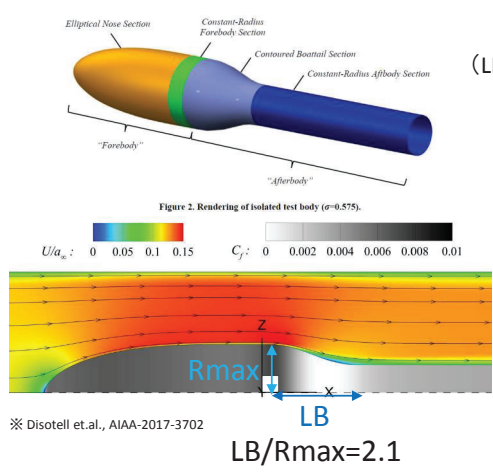 Elliptical Nose Section
Constant-Radius
Forebody Section
Contoured Boattail Section
Constant-Radius Aftbody Section
（L
"Forebody"
"Afterbody"
Figure 2. Rendering of isolated test body (σ=0.575).
U/a∞ : 0 0.05 0.1 0.15
Cf : 0 0.002 0.004 0.006 0.008 0.01
Z
Rmax
Y
X
LB
※ Disotell et.al., AIAA-2017-3702
LB/Rmax=2.1